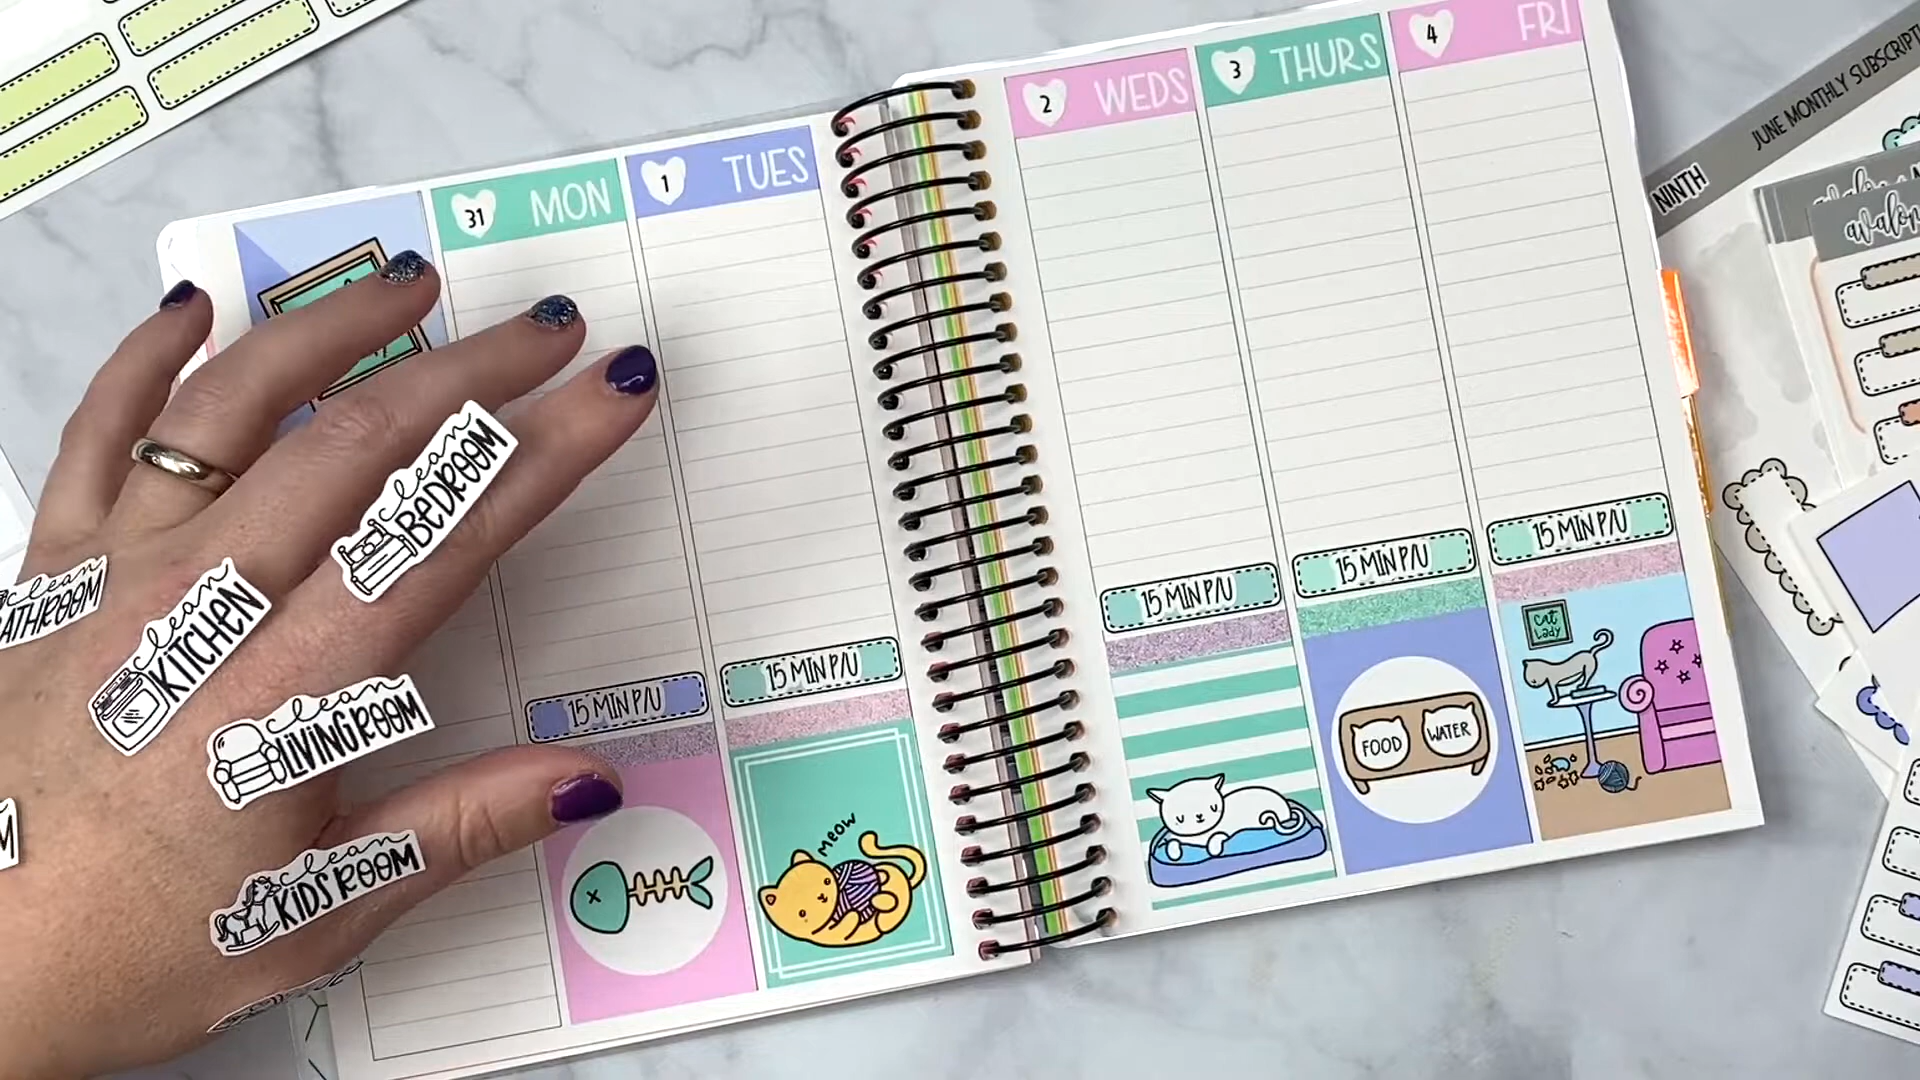 31 MON
1 TUES
2 WEDS
3 THURS
4 FRI
NINTH
JUNE MONTHLY
clean
BEDROOM
clean
clean
KITCHEN
clean
LIVING ROOM
clean
KIDS ROOM
15 MIN P/U
15 MIN P/U
15 MIN P/U
15 MIN P/U
15 MIN P/U
MEOW
FOOD
WATER
cat
lady